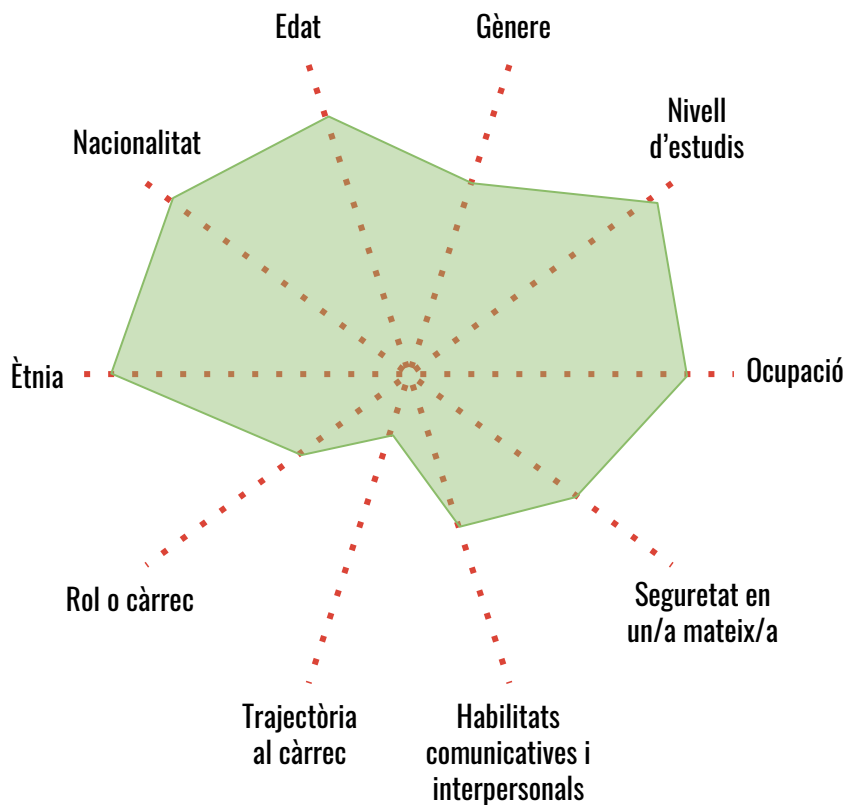 Edat
Gènere
Nivell
d’estudis
Nacionalitat
Ètnia
Ocupació
Rol o càrrec
Seguretat en
un/a mateix/a
Trajectòria
al càrrec
Habilitats
comunicatives i
interpersonals